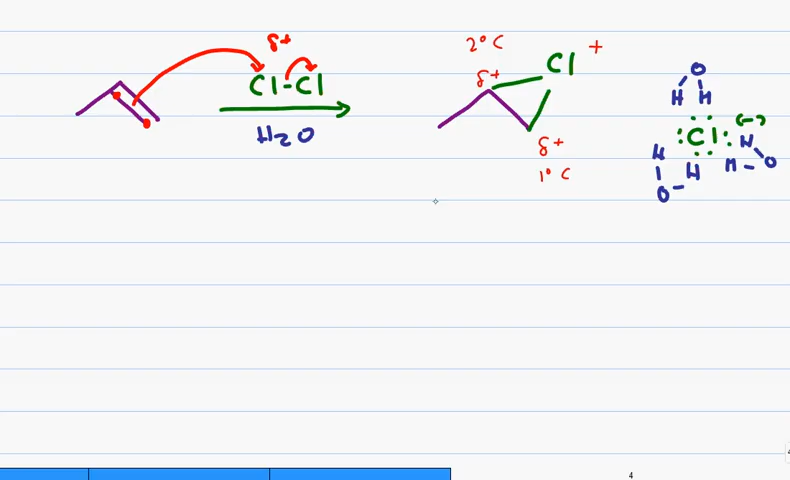 δ+
Cl-Cl
H2O
2° C
δ+
Cl +
δ+
1° C
O
H H
:Cl: (-)
H
H
O
H
O
H
4